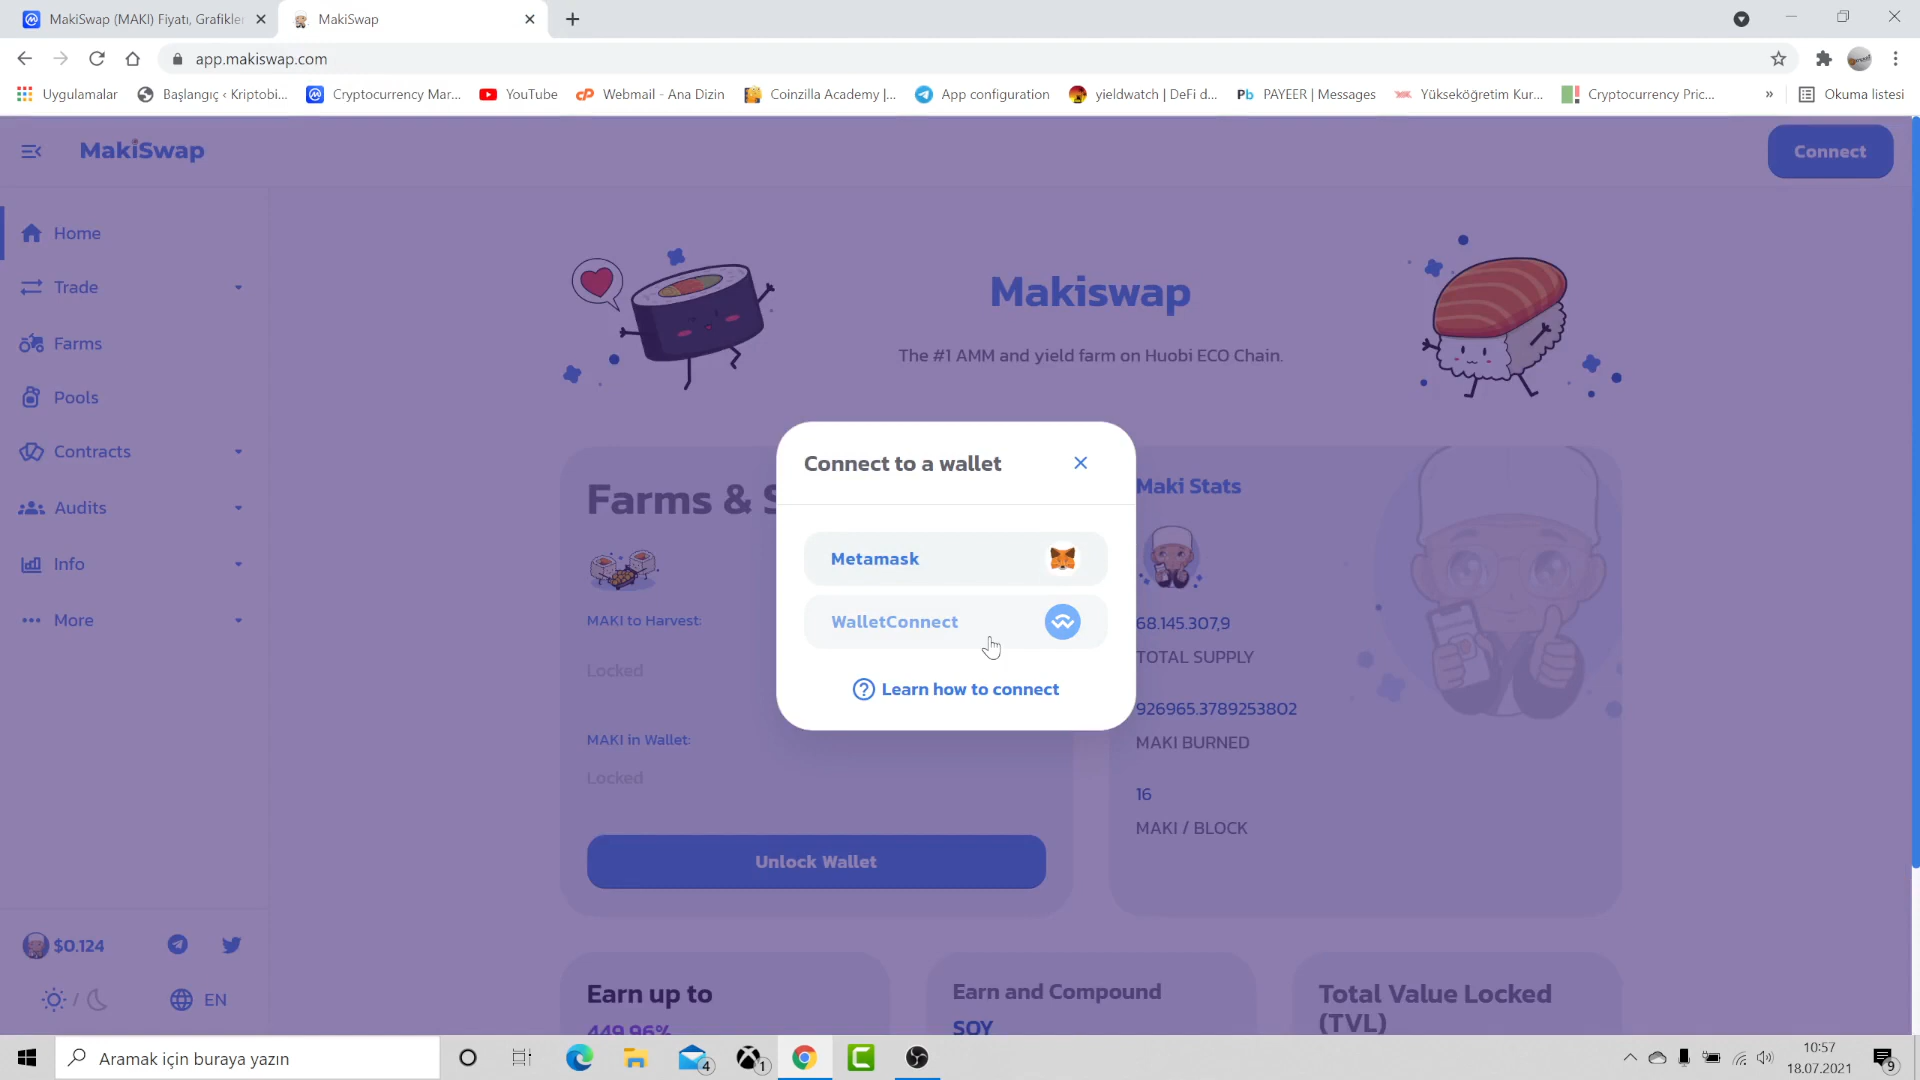 MakiSwap (MAKI) Fiyatı, Grafikler
MakiSwap
app.makiswap.com
Uygulamalar
Başlangıç ‹ Kriptobi...
Cryptocurrency Mar...
YouTube
Webmail - Ana Dizin
Coinzilla Academy |...
App configuration
yieldwatch | DeFi d...
PAYEER | Messages
Yükseköğretim Kur...
Cryptocurrency Pric...
»
Okuma listesi
MakiSwap
Connect
Home
Trade
Farms
Pools
Contracts
Audits
Info
More
$0.124
/
EN
Makiswap
The #1 AMM and yield farm on Huobi ECO Chain.
Farms & S
MAKI to Harvest:
Locked
MAKI in Wallet:
Locked
Unlock Wallet
Connect to a wallet
Metamask
WalletConnect
Learn how to connect
Maki Stats
68.145.307,9
TOTAL SUPPLY
926965.3789253802
MAKI BURNED
16
MAKI / BLOCK
Earn up to
449.96%
Earn and Compound
SOY
Total Value Locked
(TVL)
Aramak için buraya yazın
4
1
10:57
18.07.2021
9